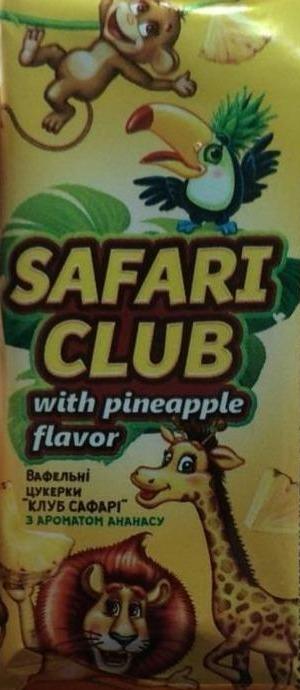 SAFARI
CLUB
with pineapple
flavor
ВАФЕЛЬНІ
ЦУКЕРКИ
"КЛУБ САФАРІ"
З АРОМАТОМ АНАНАСУ